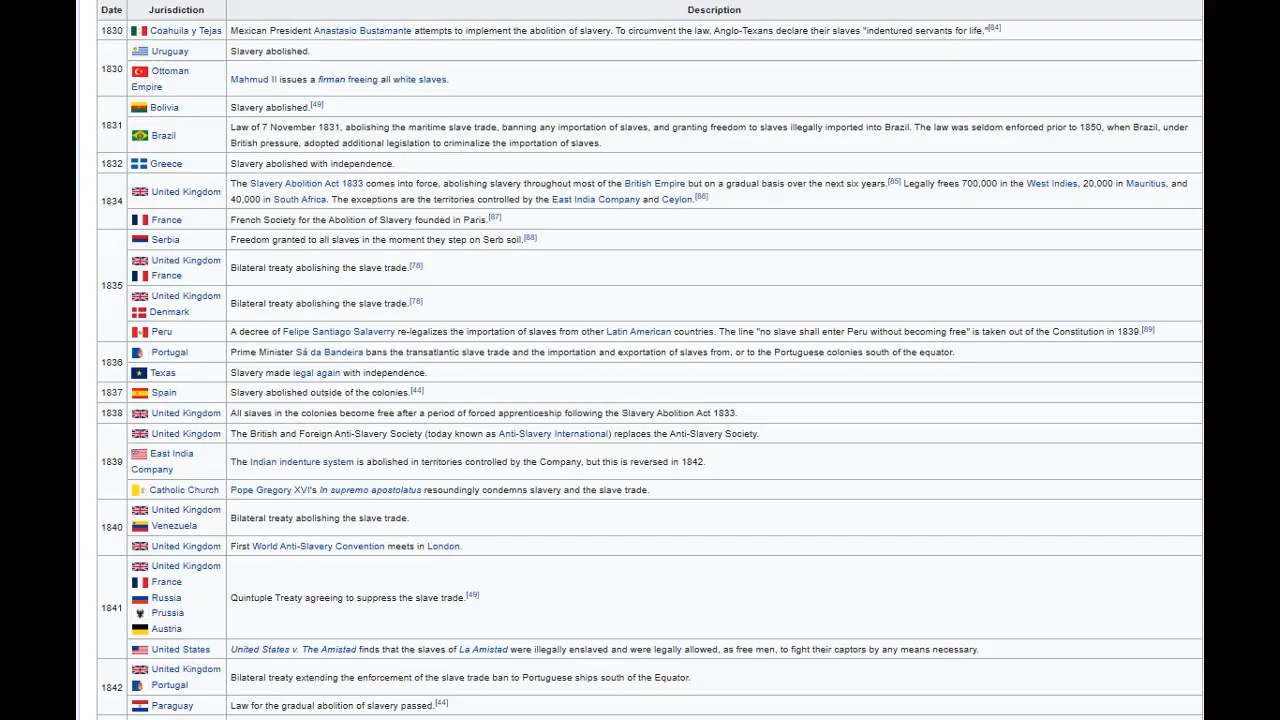 Date Jurisdiction Description
1830 Coahuila y Tejas Mexican President Anastasio Bustamante attempts to implement the abolition of slavery. To circumvent the law, Anglo-Texans declare their slaves "indentured servants for life."[84]
1830 Uruguay Slavery abolished.
Ottoman Empire Mahmud II issues a firman freeing all white slaves.
1831 Bolivia Slavery abolished.[49]
Brazil Law of 7 November 1831, abolishing the maritime slave trade, banning any importation of slaves, and granting freedom to slaves illegally imported into Brazil. The law was seldom enforced prior to 1850, when Brazil, under
British pressure, adopted additional legislation to criminalize the importation of slaves.
1832 Greece Slavery abolished with independence.
1834 United Kingdom The Slavery Abolition Act 1833 comes into force, abolishing slavery throughout most of the British Empire but on a gradual basis over the next six years.[85] Legally frees 700,000 in the West Indies, 20,000 in Mauritius, and
40,000 in South Africa. The exceptions are the territories controlled by the East India Company and Ceylon.[86]
France French Society for the Abolition of Slavery founded in Paris.[87]
1835 Serbia Freedom granted to all slaves in the moment they step on Serb soil.[88]
United Kingdom
France Bilateral treaty abolishing the slave trade.[78]
United Kingdom
Denmark Bilateral treaty abolishing the slave trade.[78]
Peru A decree of Felipe Santiago Salaverry re-legalizes the importation of slaves from other Latin American countries. The line "no slave shall enter Peru without becoming free" is taken out of the Constitution in 1839.[89]
1836 Portugal Prime Minister Sá da Bandeira bans the transatlantic slave trade and the importation and exportation of slaves from, or to the Portuguese colonies south of the equator.
Texas Slavery made legal again with independence.
1837 Spain Slavery abolished outside of the colonies.[44]
1838 United Kingdom All slaves in the colonies become free after a period of forced apprenticeship following the Slavery Abolition Act 1833.
1839 United Kingdom The British and Foreign Anti-Slavery Society (today known as Anti-Slavery International) replaces the Anti-Slavery Society.
East India
Company The Indian indenture system is abolished in territories controlled by the Company, but this is reversed in 1842.
Catholic Church Pope Gregory XVI's In supremo apostolatus resoundingly condemns slavery and the slave trade.
1840 United Kingdom
Venezuela Bilateral treaty abolishing the slave trade.
United Kingdom First World Anti-Slavery Convention meets in London.
1841 United Kingdom
France
Russia
Prussia
Austria Quintuple Treaty agreeing to suppress the slave trade.[49]
United States United States v. The Amistad finds that the slaves of La Amistad were illegally enslaved and were legally allowed, as free men, to fight their captors by any means necessary.
1842 United Kingdom
Portugal Bilateral treaty extending the enforcement of the slave trade ban to Portuguese ships south of the Equator.
Paraguay Law for the gradual abolition of slavery passed.[44]